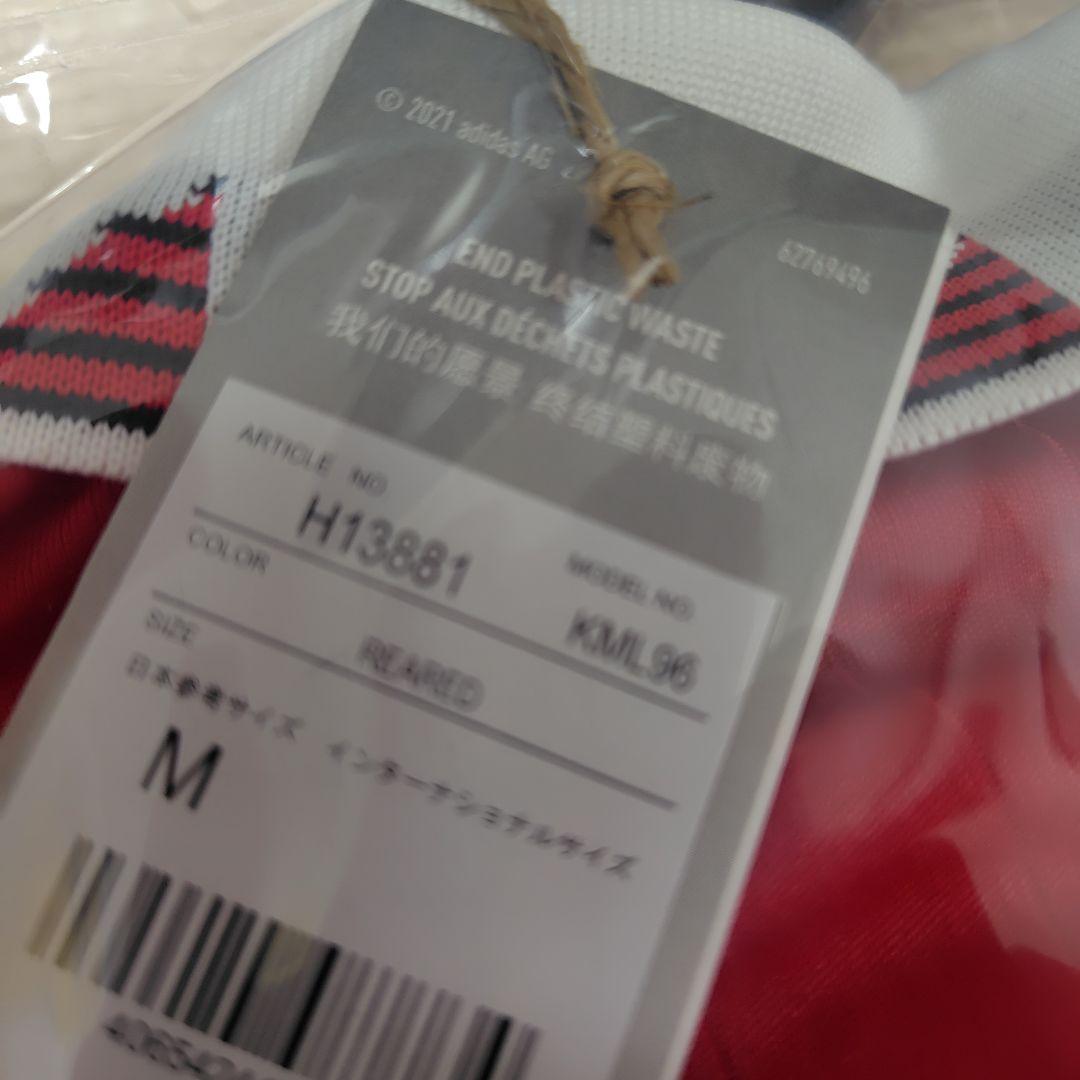 © 2021 adidas AG
62769496
END PLASTIC WASTE
STOP AUX DÉCHETS PLASTIQUES
我们的愿景 终结塑料废物
ARTICLE NO
H13881
MODEL NO
KML96
COLOR
REARED
SIZE
日本参考サイズ インターナショナルサイズ
M